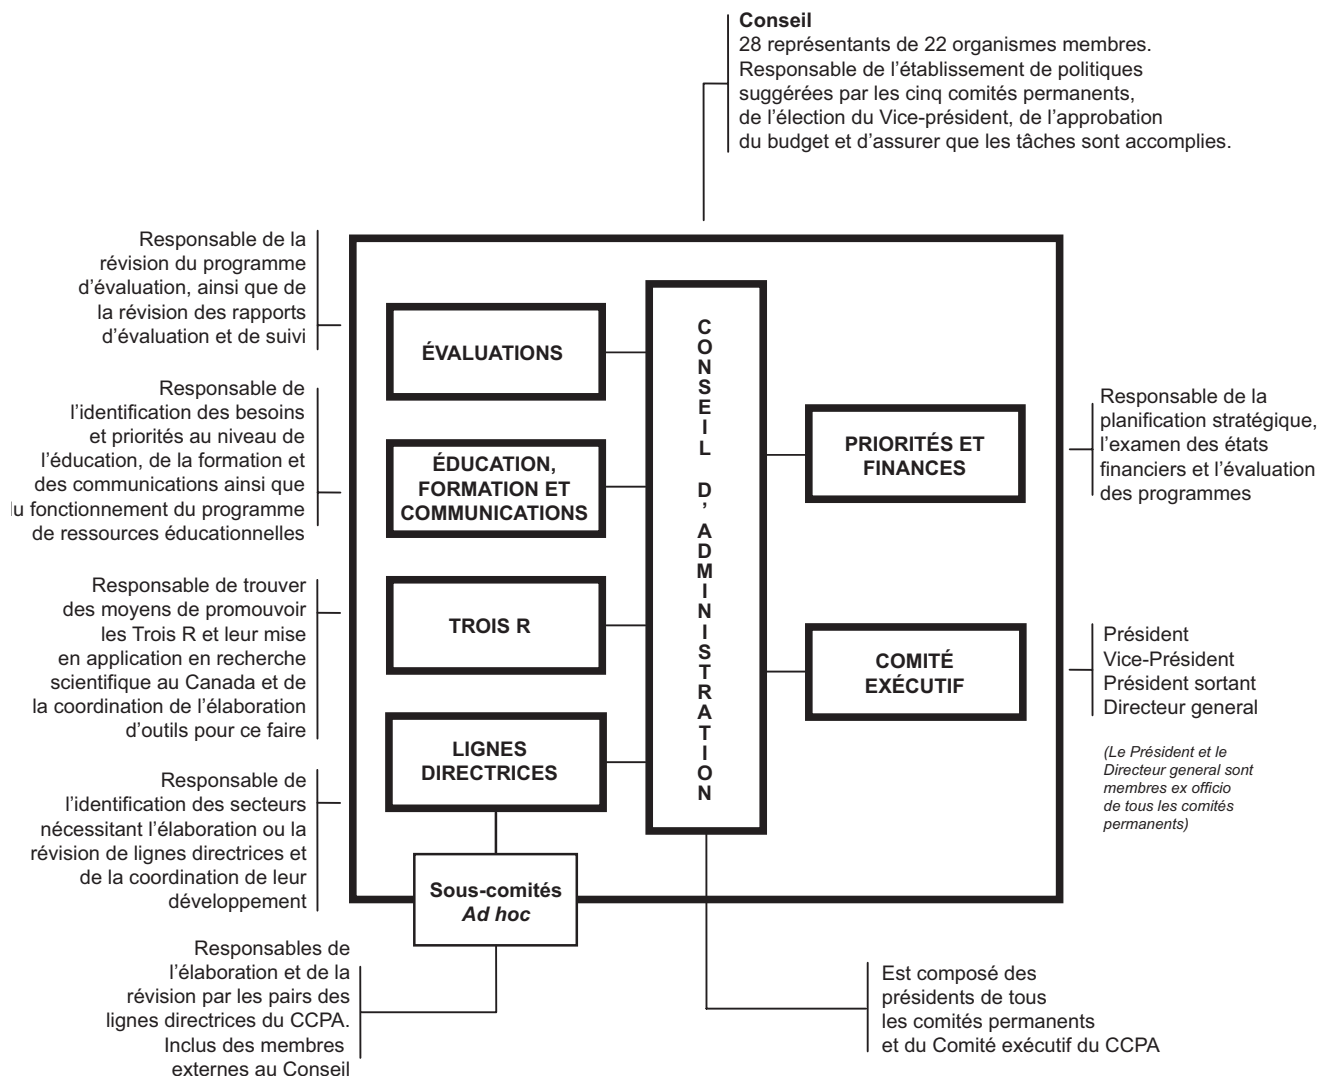 Conseil
28 représentants de 22 organismes membres.
Responsable de l'établissement de politiques
suggérées par les cinq comités permanents,
de l'élection du Vice-président, de l'approbation
du budget et d'assurer que les tâches sont accomplies.
Responsable de la
révision du programme
d'évaluation, ainsi que de
la révision des rapports
d'évaluation et de suivi
Responsable de
l'identification des besoins
et priorités au niveau de
l'éducation, de la formation et
des communications ainsi que
u fonctionnement du programme
de ressources éducationnelles
Responsable de trouver
des moyens de promouvoir
les Trois R et leur mise
en application en recherche
scientifique au Canada et de
la coordination de l'élaboration
d'outils pour ce faire
Responsable de
l'identification des secteurs
nécessitant l'élaboration ou la
révision de lignes directrices et
de la coordination de leur
développement
ÉVALUATIONS
ÉDUCATION,
FORMATION ET
COMMUNICATIONS
TROIS R
LIGNES
DIRECTRICES
Sous-comités
Ad hoc
CONSEIL D'ADMINISTRATION
PRIORITÉS ET
FINANCES
COMITÉ
EXÉCUTIF
Responsable de la
planification stratégique,
l'examen des états
financiers et l'évaluation
des programmes
Président
Vice-Président
Président sortant
Directeur general
(Le Président et le
Directeur general sont
membres ex officio
de tous les comités
permanents)
Responsables de
l'élaboration et de la
révision par les pairs des
lignes directrices du CCPA.
Inclus des membres
externes au Conseil
Est composé des
présidents de tous
les comités permanents
et du Comité exécutif du CCPA